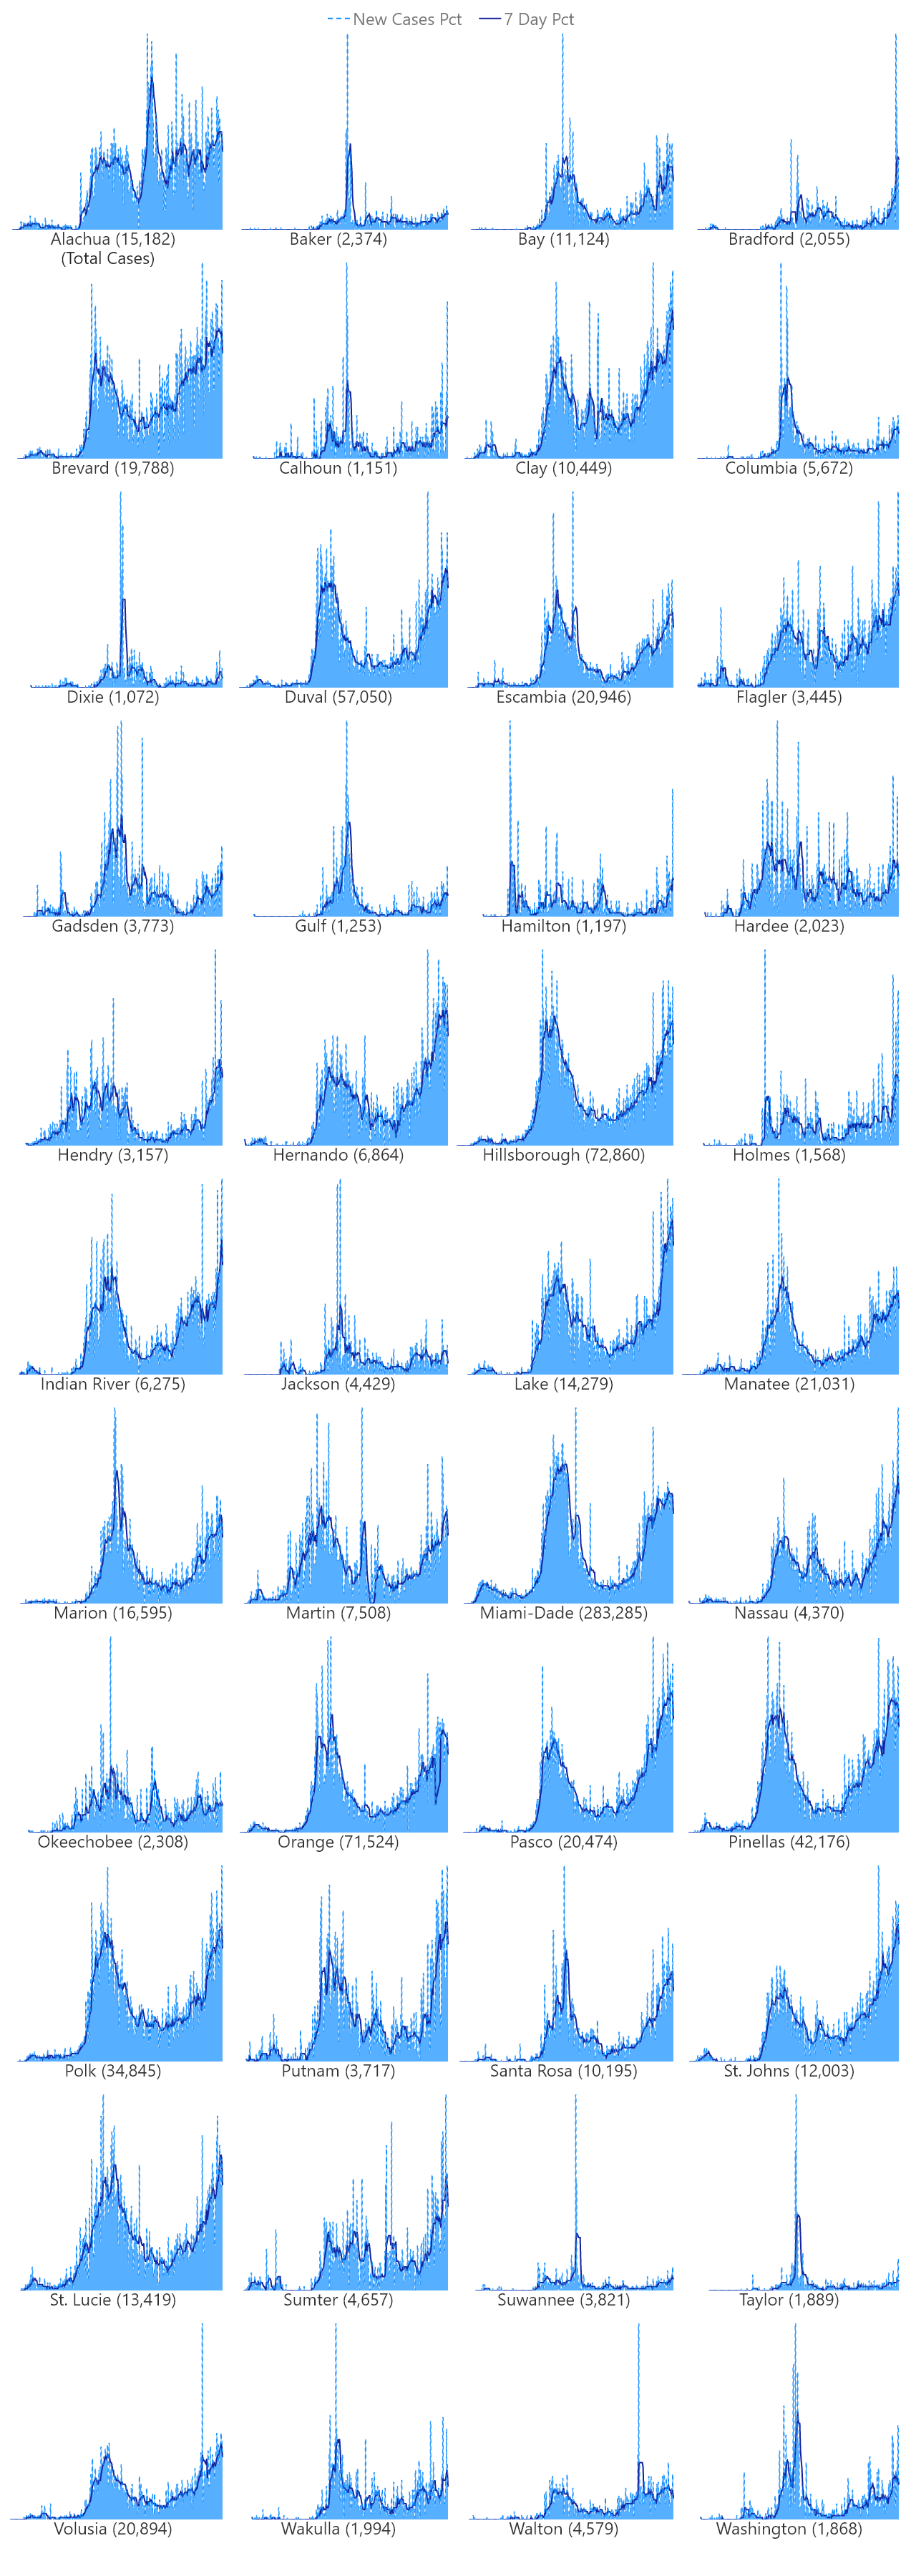 New Cases Pct 7 Day Pct
Alachua (15,182) Baker (2,374) Bay (11,124) Bradford (2,055)
(Total Cases)
Brevard (19,788) Calhoun (1,151) Clay (10,449) Columbia (5,672)
Dixie (1,072) Duval (57,050) Escambia (20,946) Flagler (3,445)
Gadsden (3,773) Gulf (1,253) Hamilton (1,197) Hardee (2,023)
Hendry (3,157) Hernando (6,864) Hillsborough (72,860) Holmes (1,568)
Indian River (6,275) Jackson (4,429) Lake (14,279) Manatee (21,031)
Marion (16,595) Martin (7,508) Miami-Dade (283,285) Nassau (4,370)
Okeechobee (2,308) Orange (71,524) Pasco (20,474) Pinellas (42,176)
Polk (34,845) Putnam (3,717) Santa Rosa (10,195) St. Johns (12,003)
St. Lucie (13,419) Sumter (4,657) Suwannee (3,821) Taylor (1,889)
Volusia (20,894) Wakulla (1,994) Walton (4,579) Washington (1,868)